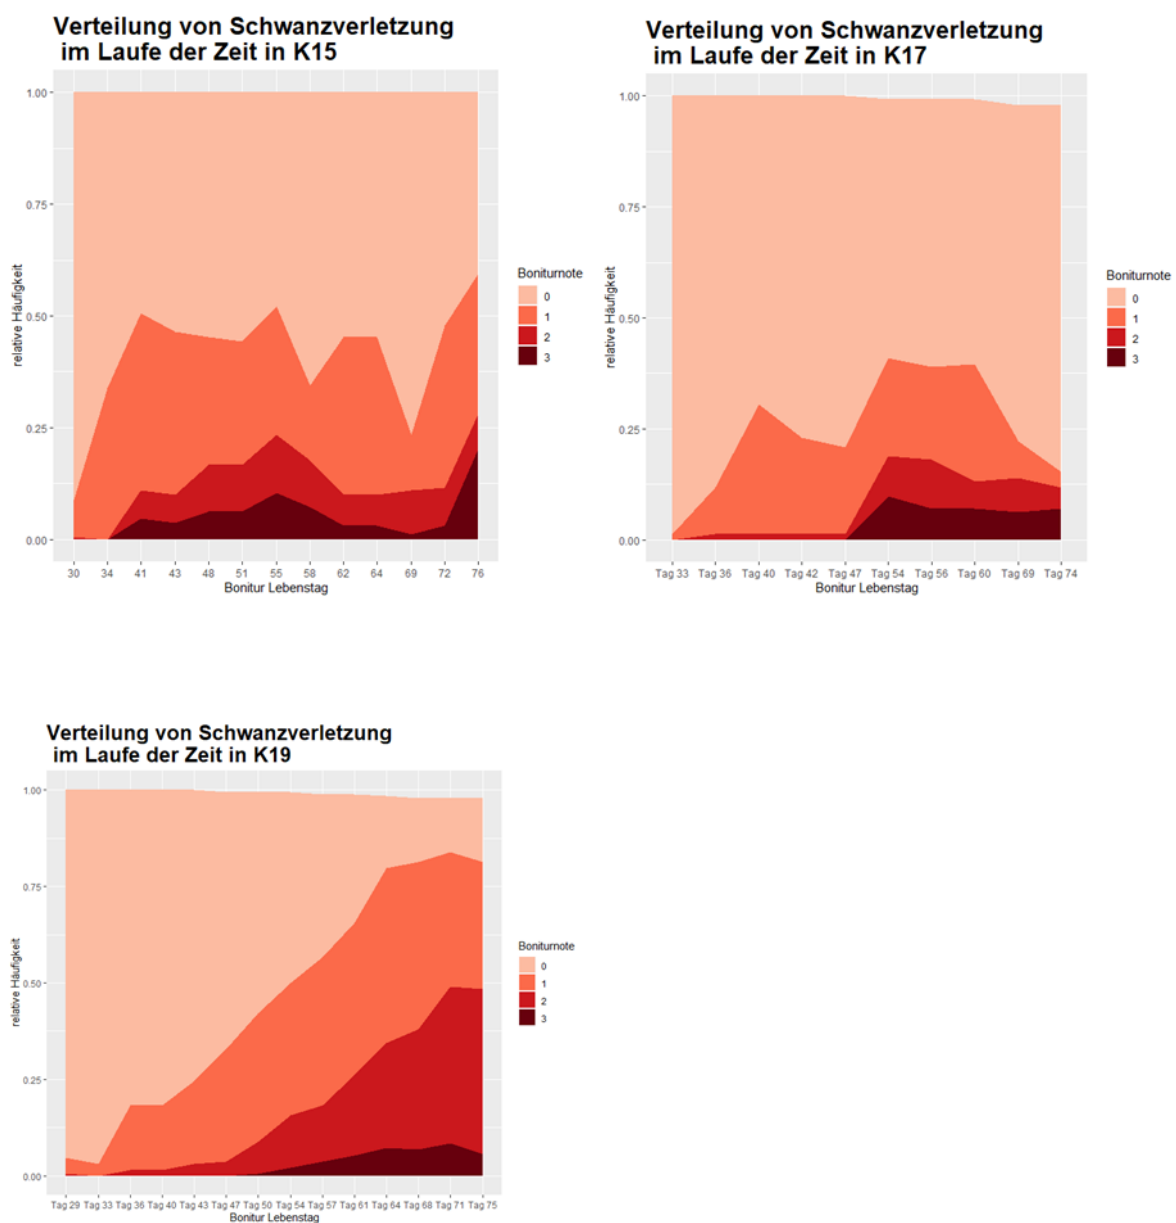 Verteilung von Schwanzverletzung
im Laufe der Zeit in K15
1.00
0.75
0.50
0.25
0.00
relative Häufigkeit
30 34 41 43 48 51 55 58 62 64 69 72 76
Bonitur Lebenstag
Boniturnote
0
1
2
3
Verteilung von Schwanzverletzung
im Laufe der Zeit in K17
1.00
0.75
0.50
0.25
0.00
relative Häufigkeit
Tag 33 Tag 36 Tag 40 Tag 42 Tag 47 Tag 54 Tag 56 Tag 60 Tag 69 Tag 74
Bonitur Lebenstag
Boniturnote
0
1
2
3
Verteilung von Schwanzverletzung
im Laufe der Zeit in K19
1.00
0.75
0.50
0.25
0.00
relative Häufigkeit
Tag 29 Tag 33 Tag 36 Tag 40 Tag 43 Tag 47 Tag 50 Tag 54 Tag 57 Tag 61 Tag 64 Tag 68 Tag 71 Tag 75
Bonitur Lebenstag
Boniturnote
0
1
2
3